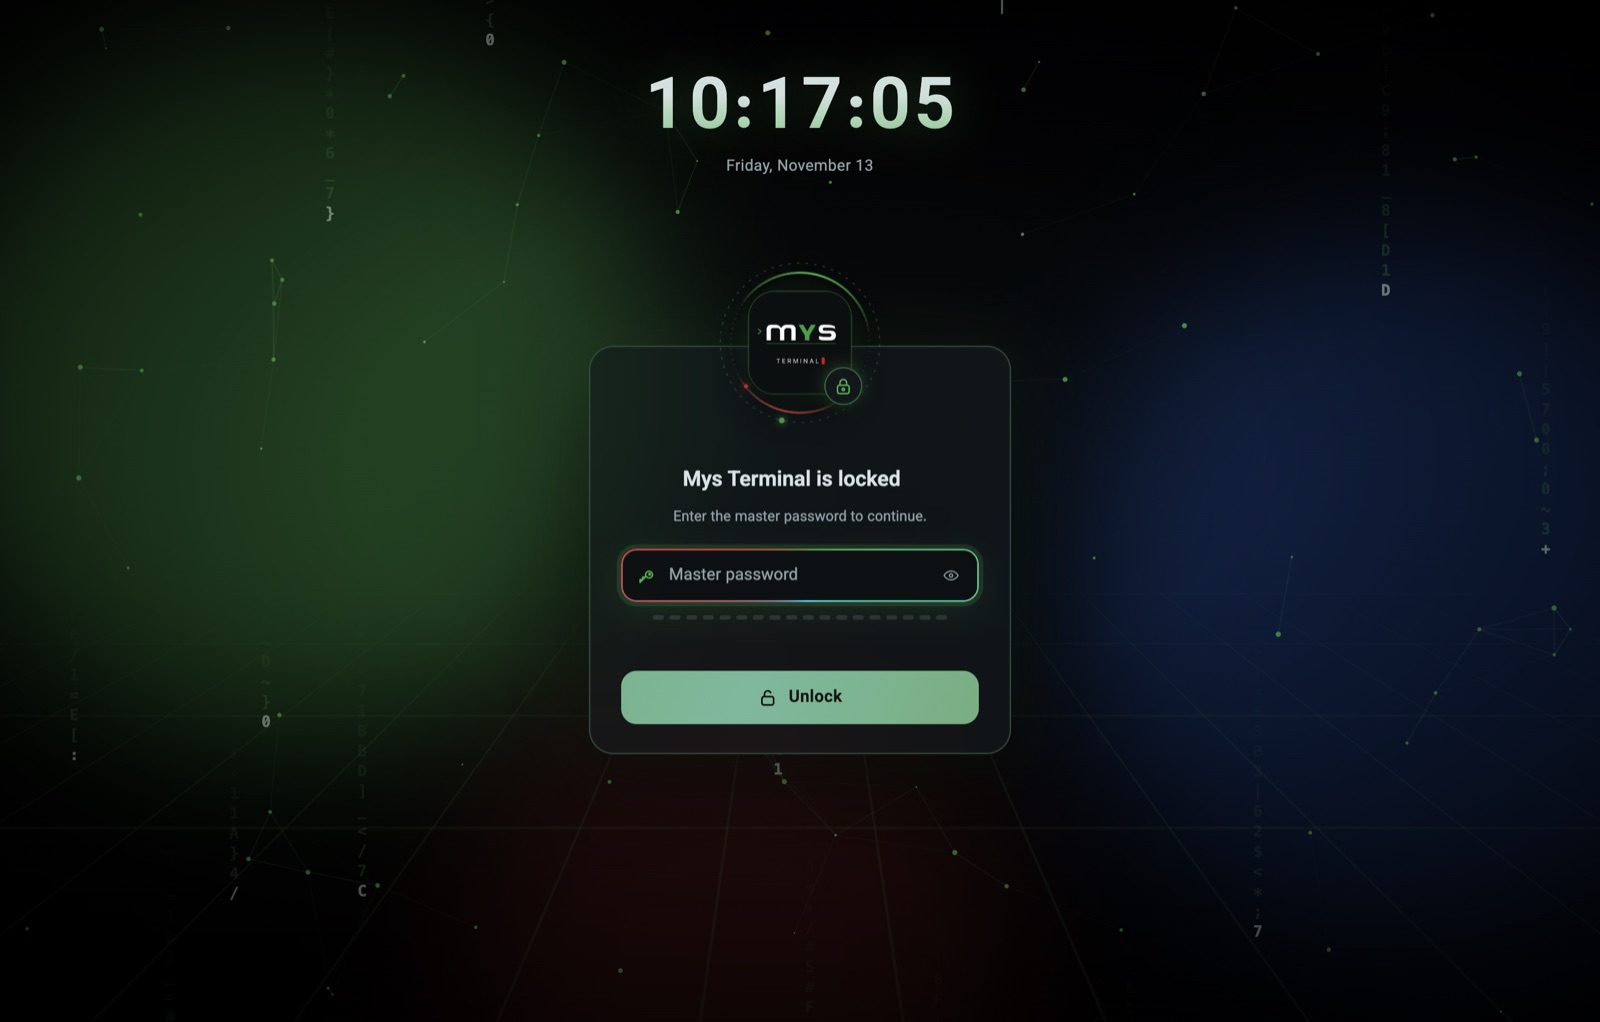 10:17:05
Friday, November 13
mys
TERMINAL
Mys Terminal is locked
Enter the master password to continue.
Master password
Unlock